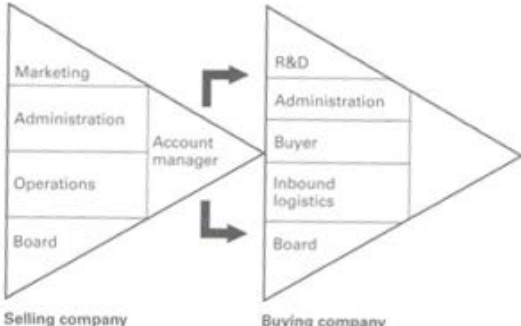 Marketing
Administration
Operations
Board
Account
manager
R&D
Administration
Buyer
Inbound
logistics
Board
Selling company
Buying company